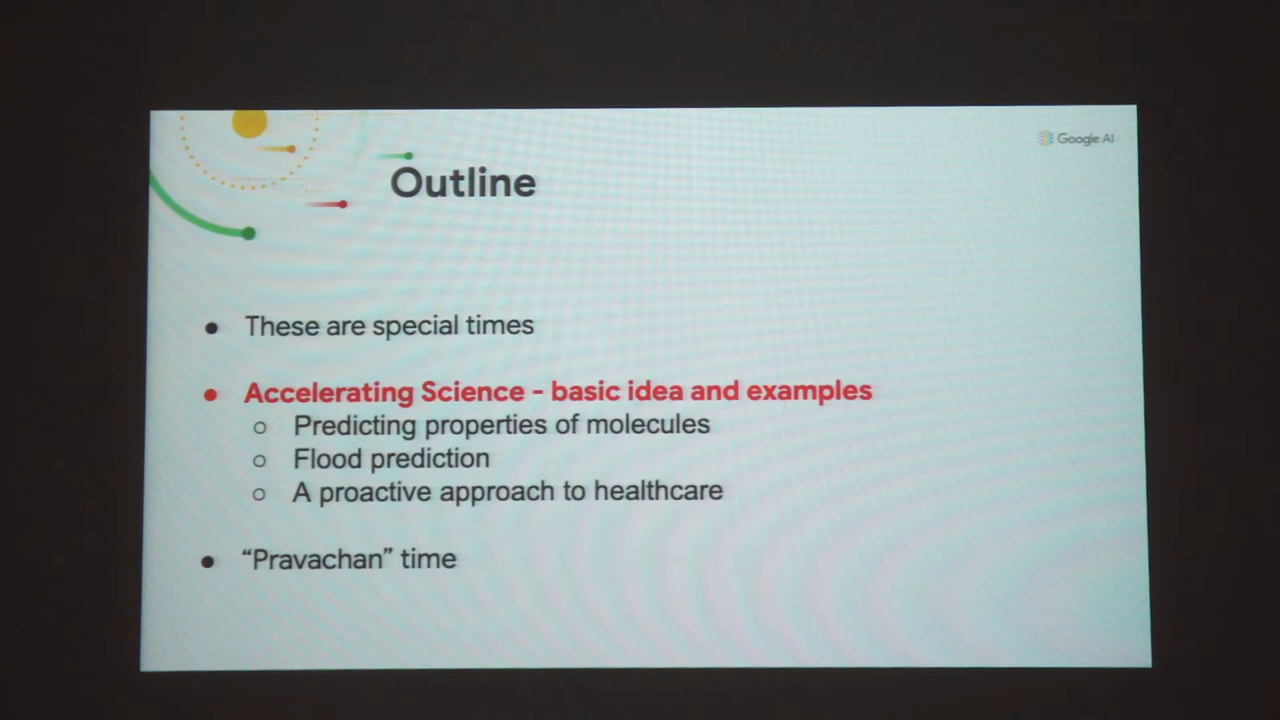 Google AI
Outline
● These are special times
● Accelerating Science - basic idea and examples
○ Predicting properties of molecules
○ Flood prediction
○ A proactive approach to healthcare
● “Pravachan” time